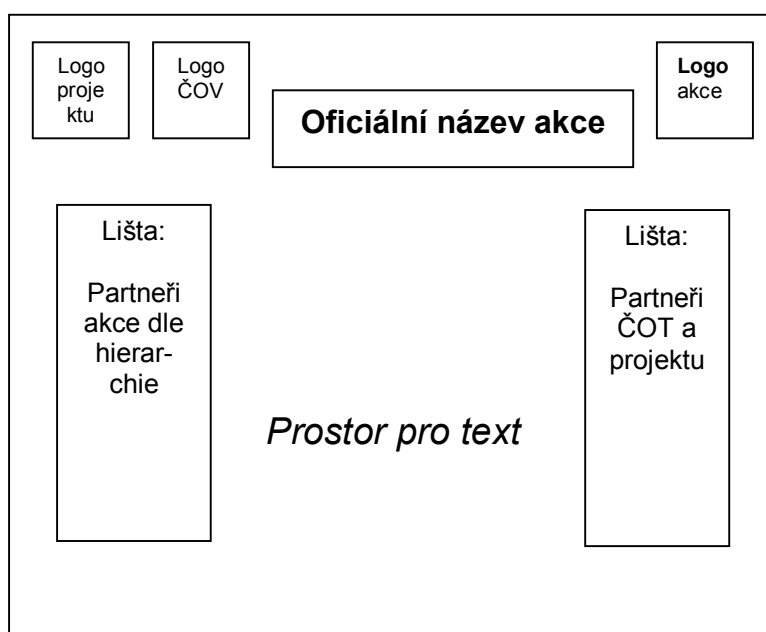 Logo
proje
ktu
Logo
ČOV
Oficiální název akce
Logo
akce
Lišta:
Partneři
akce dle
hierar-
chie
Lišta:
Partneři
ČOT a
projektu
Prostor pro text